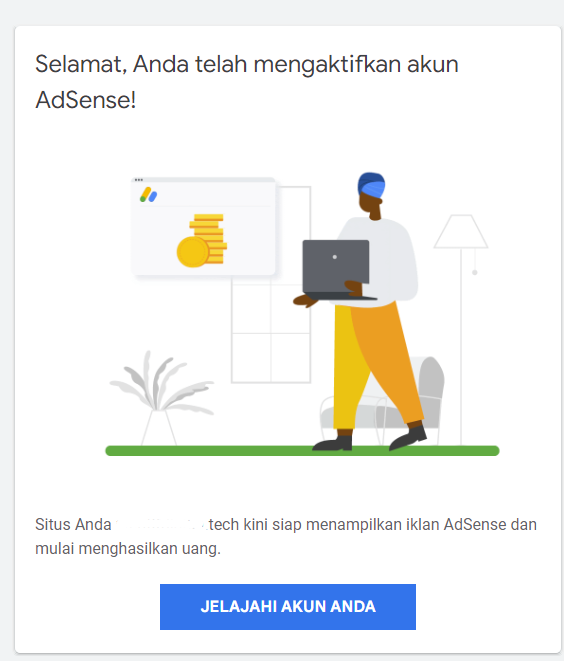 Selamat, Anda telah mengaktifkan akun
AdSense!
Situs Anda tech kini siap menampilkan iklan AdSense dan
mulai menghasilkan uang.
JELAJAHI AKUN ANDA